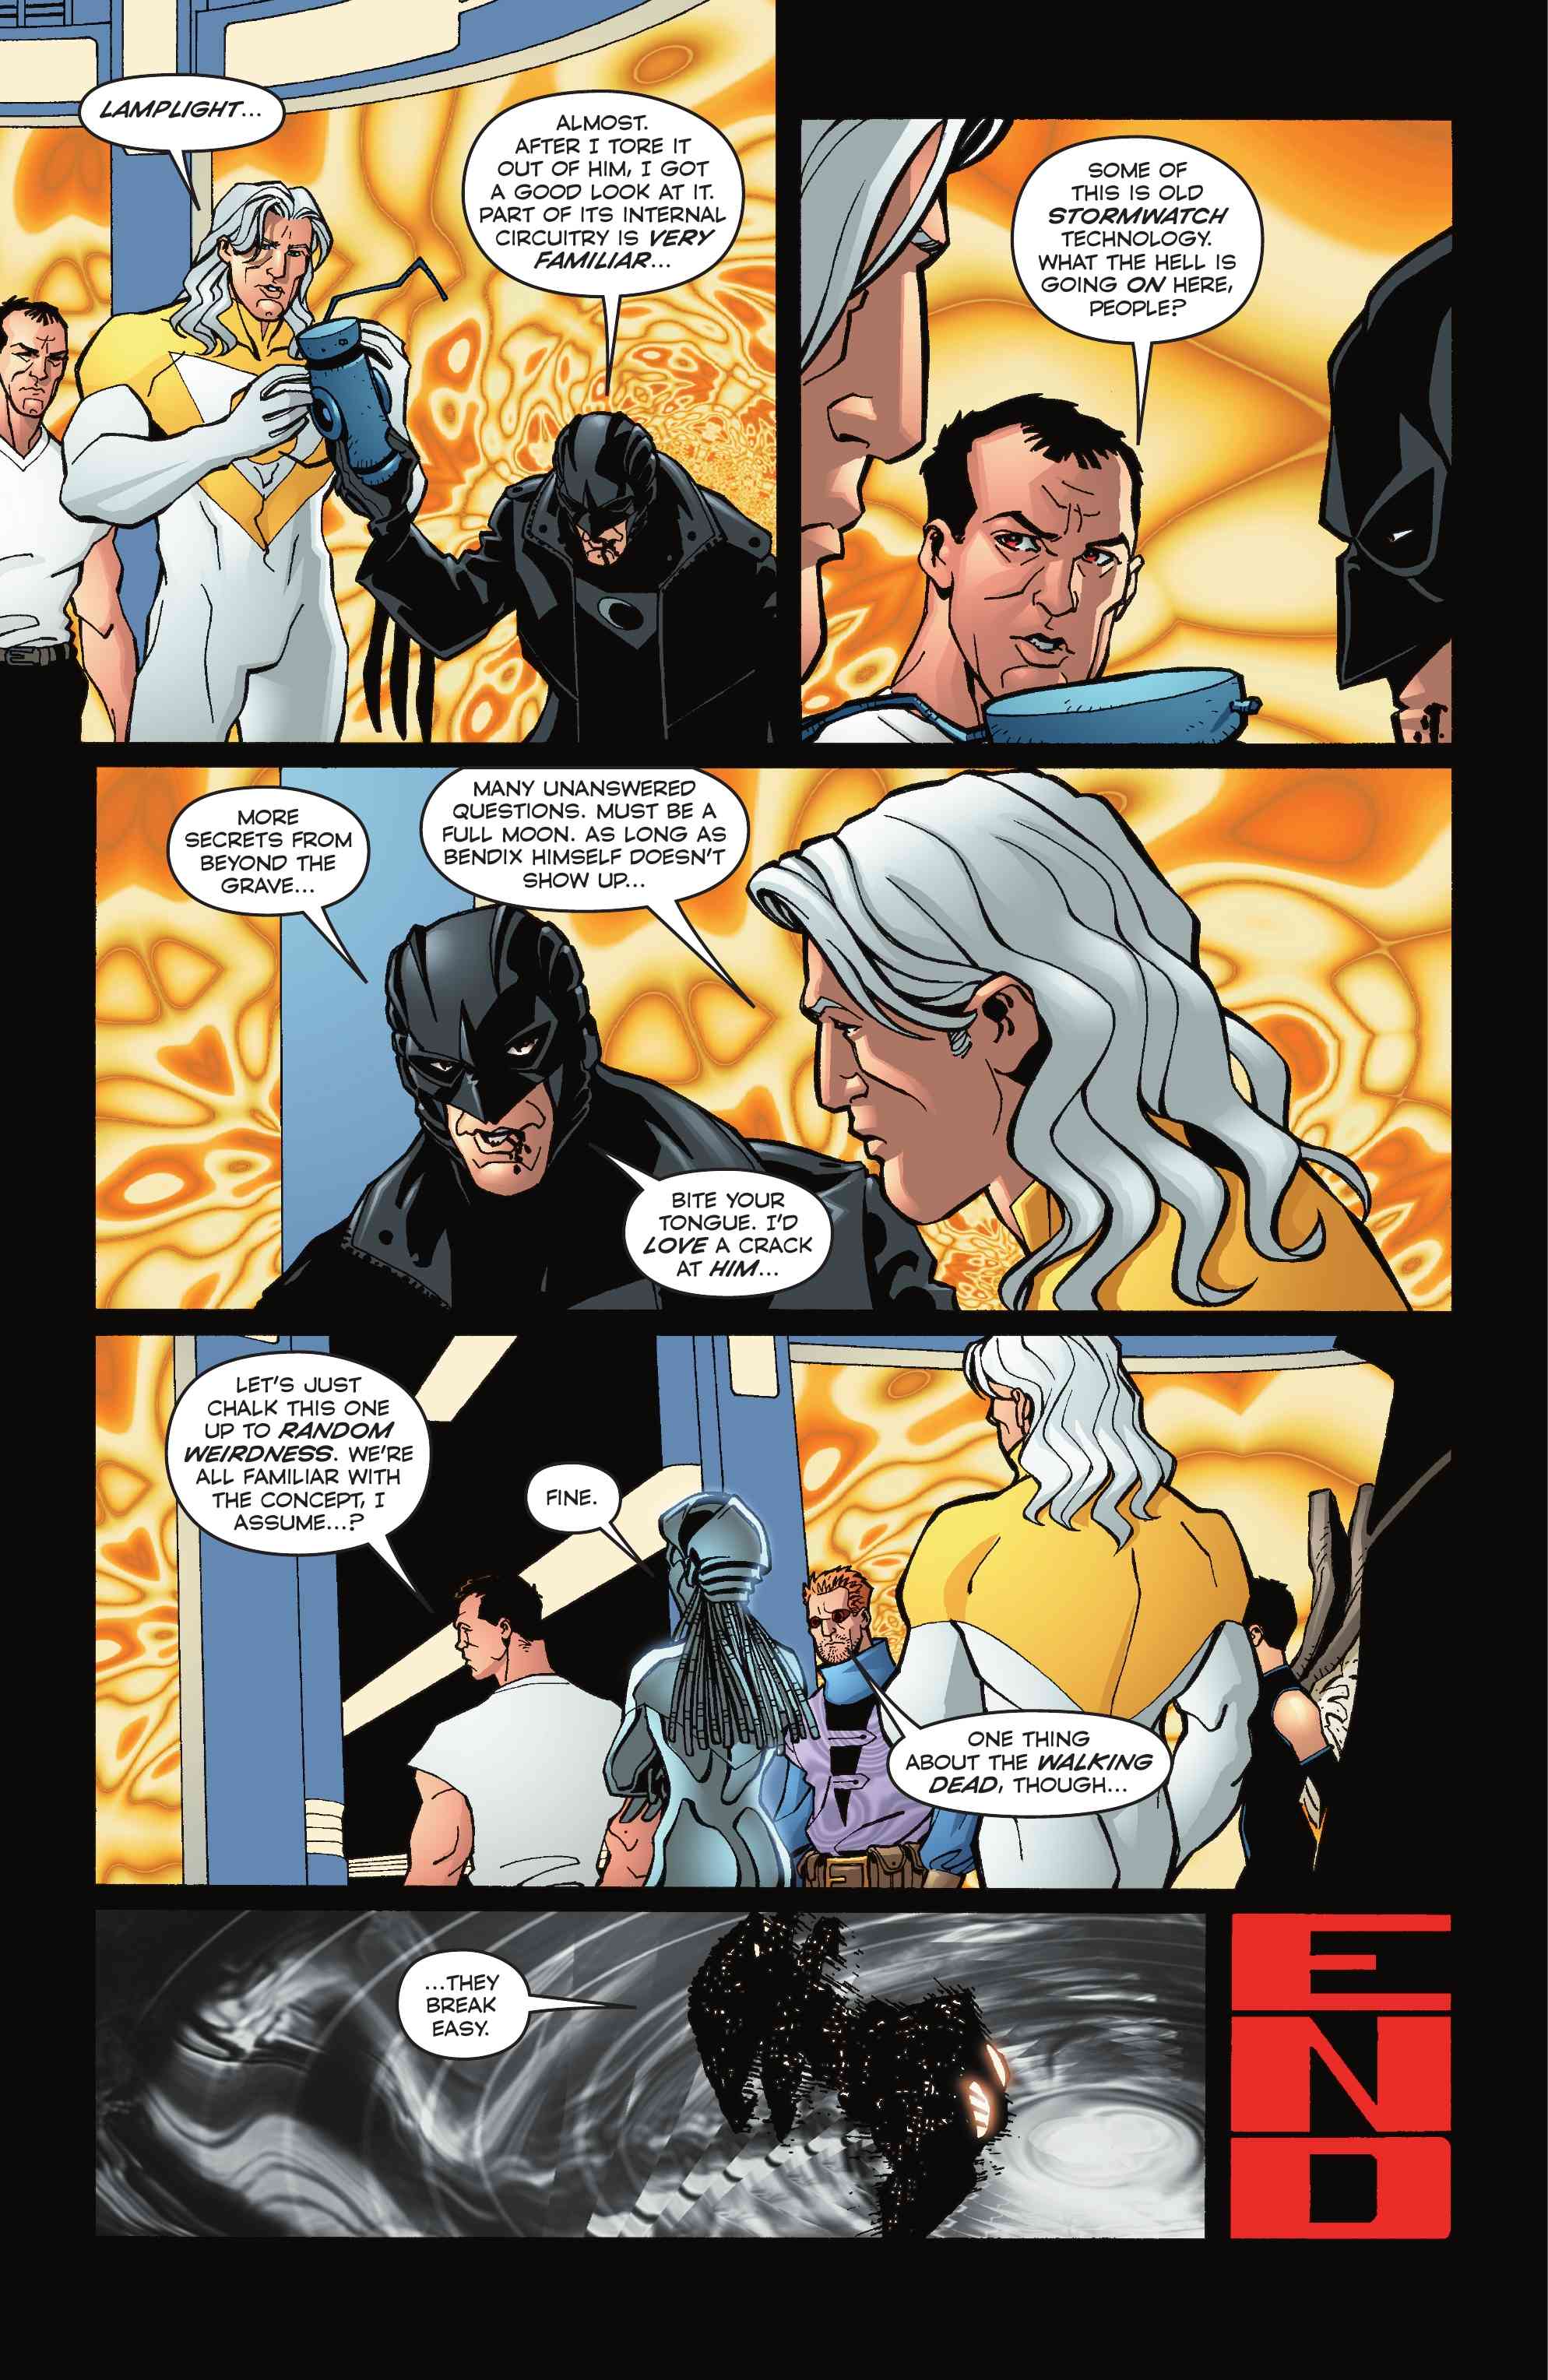 LAMPLIGHT...
ALMOST.
AFTER I TORE IT
OUT OF HIM, I GOT
A GOOD LOOK AT IT.
PART OF ITS INTERNAL
CIRCUITRY IS VERY
FAMILIAR...
SOME OF
THIS IS OLD
STORMWATCH
TECHNOLOGY.
WHAT THE HELL IS
GOING ON HERE,
PEOPLE?
MORE
SECRETS FROM
BEYOND THE
GRAVE...
MANY UNANSWERED
QUESTIONS. MUST BE A
FULL MOON. AS LONG AS
BENDIX HIMSELF DOESN'T
SHOW UP...
BITE YOUR
TONGUE. I'D
LOVE A CRACK
AT HIM...
LET'S JUST
CHALK THIS ONE
UP TO RANDOM
WEIRDNESS. WE'RE
ALL FAMILIAR WITH
THE CONCEPT, I
ASSUME...?
FINE.
ONE THING
ABOUT THE WALKING
DEAD, THOUGH...
...THEY
BREAK
EASY.
END